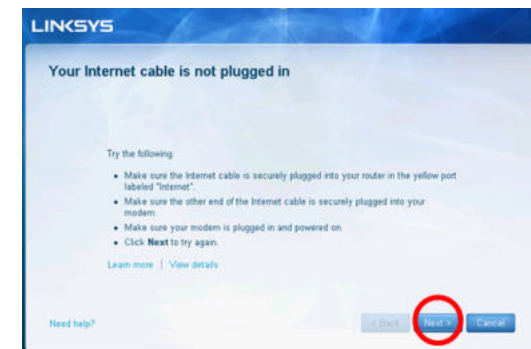 LINKSYS
Your Internet cable is not plugged in
Try the following:
• Make sure the Internet cable is securely plugged into your router in the yellow port
labeled "Internet".
• Make sure the other end of the Internet cable is securely plugged into your
modem.
• Make sure your modem is plugged in and powered on.
• Click Next to try again.
Learn more | View details
Need help? < Back Next > Cancel